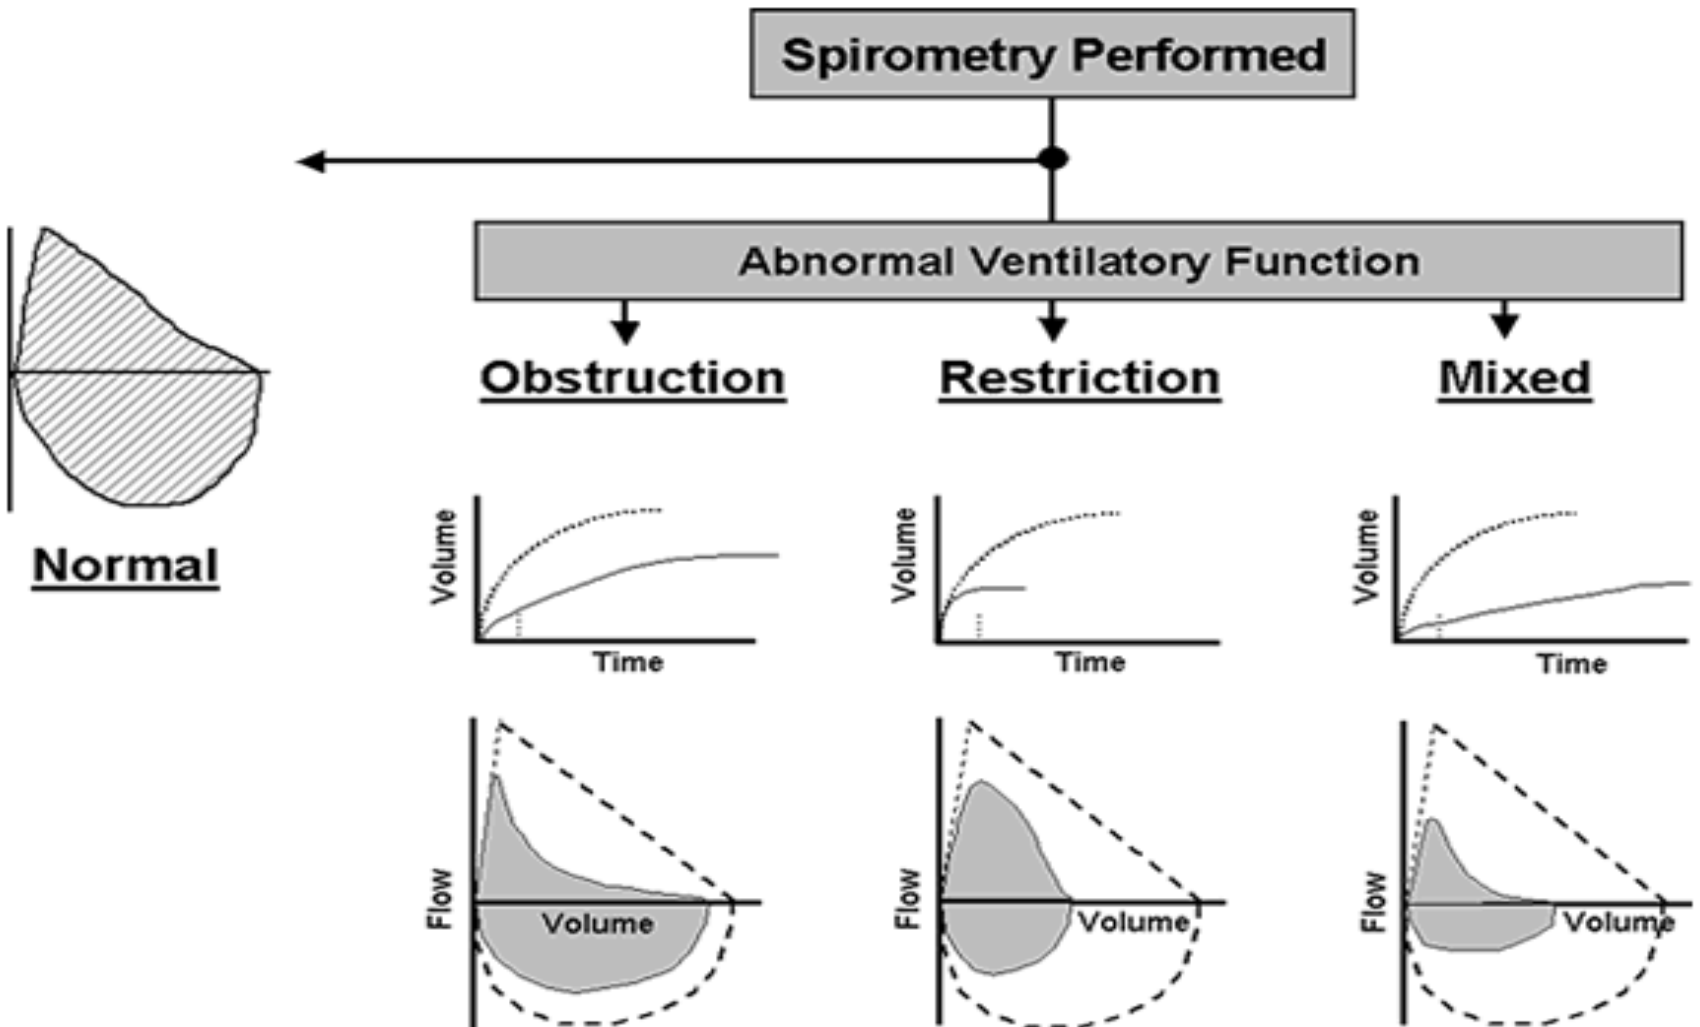 Spirometry Performed
Abnormal Ventilatory Function
Obstruction
Restriction
Mixed
Normal
Volume
Time
Volume
Time
Volume
Time
Flow
Volume
Flow
Volume
Flow
Volume